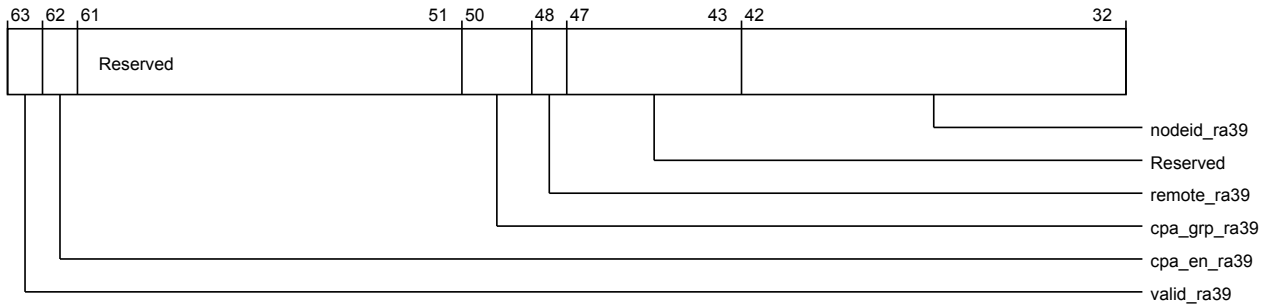 63 62 61 51 50 48 47 43 42 32
Reserved
nodeid_ra39
Reserved
remote_ra39
cpa_grp_ra39
cpa_en_ra39
valid_ra39